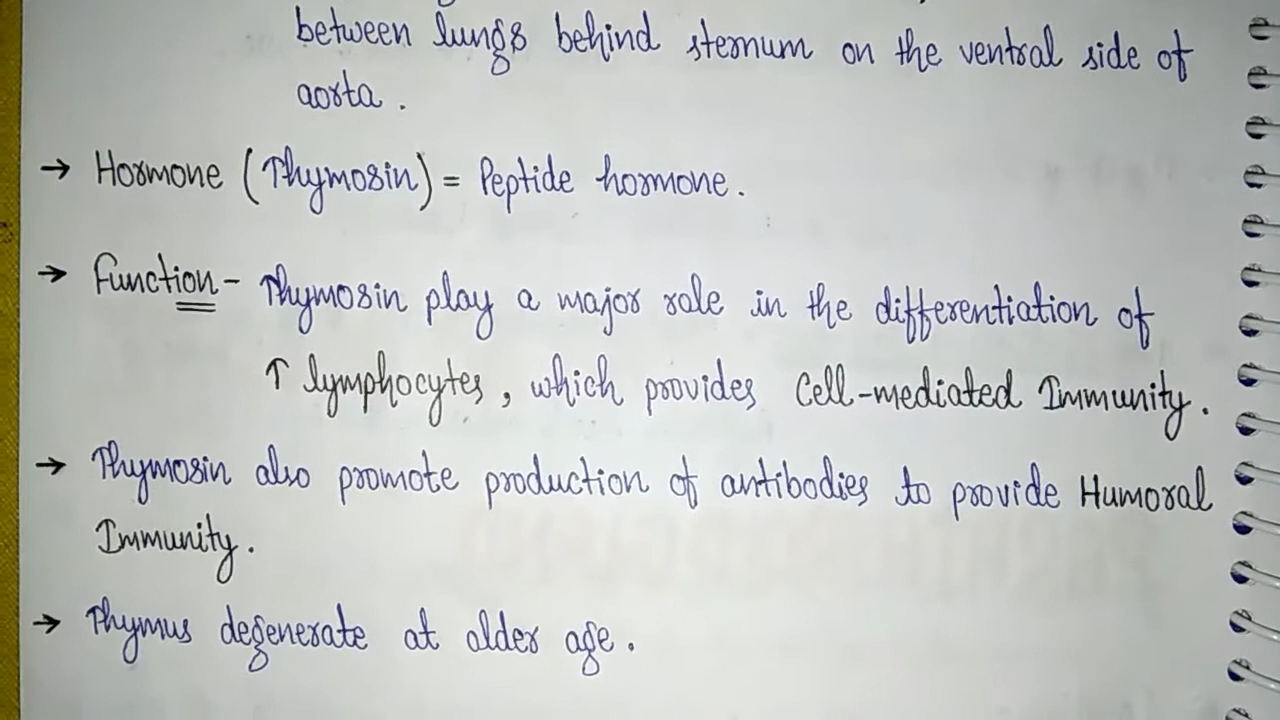 between lungs behind sternum on the ventral side of
aorta.
→ Hormone (Thymosin) = Peptide hormone.
→ Function - Thymosin play a major role in the differentiation of
T lymphocytes, which provides Cell-mediated Immunity.
→ Thymosin also promote production of antibodies to provide Humoral
Immunity.
→ Thymus degenerate at older age.